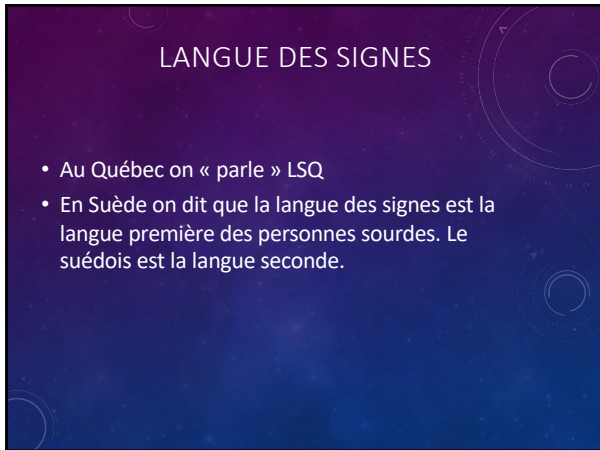 LANGUE DES SIGNES
• Au Québec on « parle » LSQ
• En Suède on dit que la langue des signes est la
langue première des personnes sourdes. Le
suédois est la langue seconde.